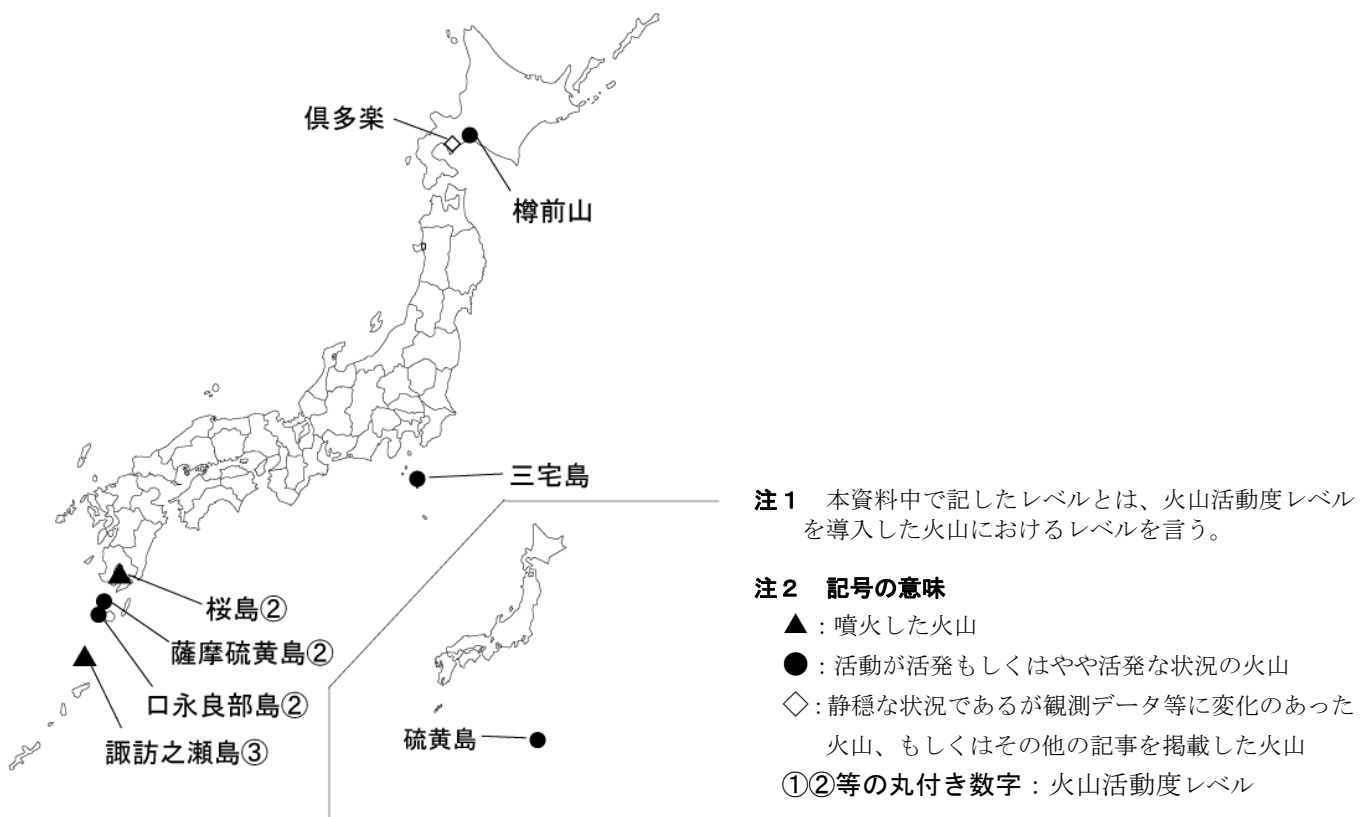 倶多楽
樽前山
三宅島
桜島②
薩摩硫黄島②
口永良部島②
諏訪之瀬島③
硫黄島
注1 本資料中で記したレベルとは、火山活動度レベル
を導入した火山におけるレベルを言う。
注2 記号の意味
▲:噴火した火山
●:活動が活発もしくはやや活発な状況の火山
◇:静穏な状況であるが観測データ等に変化のあった
火山、もしくはその他の記事を掲載した火山
①②等の丸付き数字:火山活動度レベル